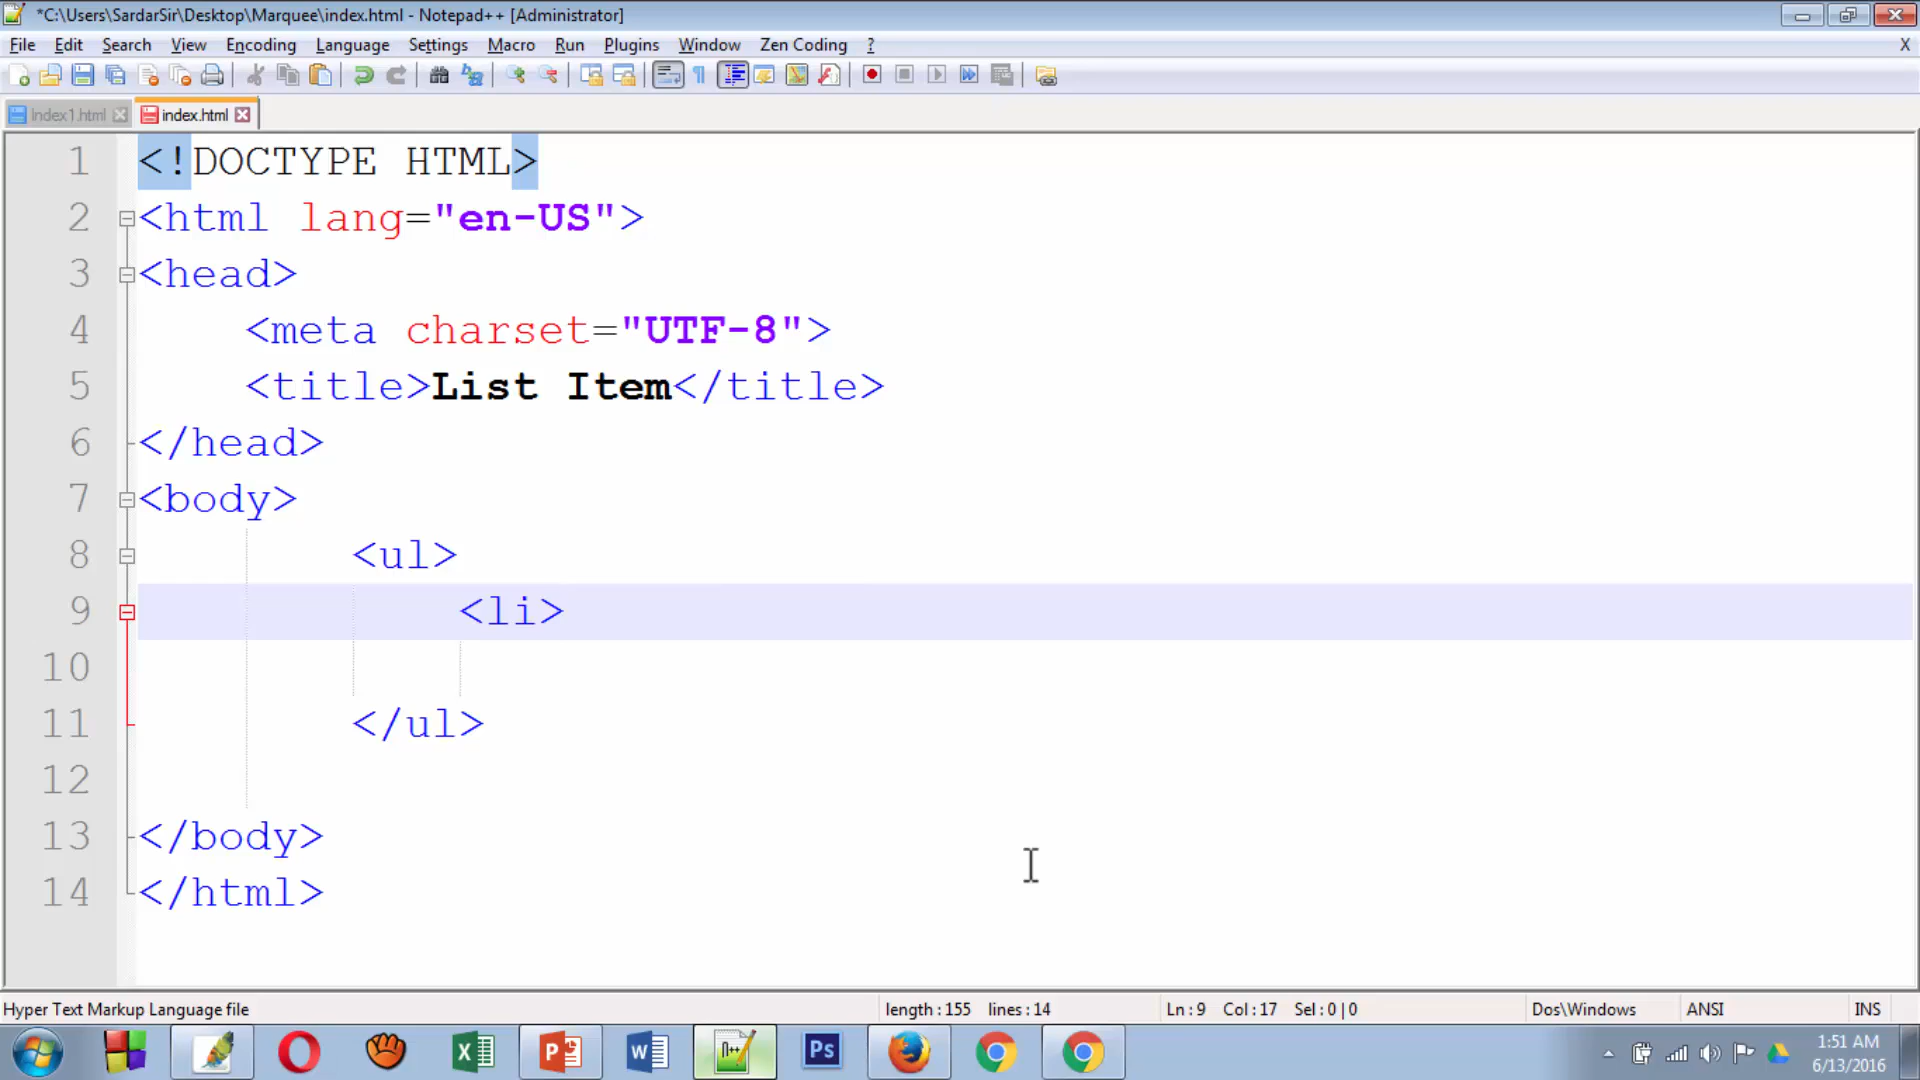 *C:\Users\SardarSir\Desktop\Marquee\index.html - Notepad++ [Administrator]
File Edit Search View Encoding Language Settings Macro Run Plugins Window Zen Coding ? X
Index1.html index.html
1 <!DOCTYPE HTML>
2 <html lang="en-US">
3 <head>
4 <meta charset="UTF-8">
5 <title>List Item</title>
6 </head>
7 <body>
8 <ul>
9 <li>
10
11 </ul>
12
13 </body>
14 </html>
Hyper Text Markup Language file length : 155 lines : 14 Ln : 9 Col : 17 Sel : 0 | 0 Dos\Windows ANSI INS
1:51 AM
6/13/2016